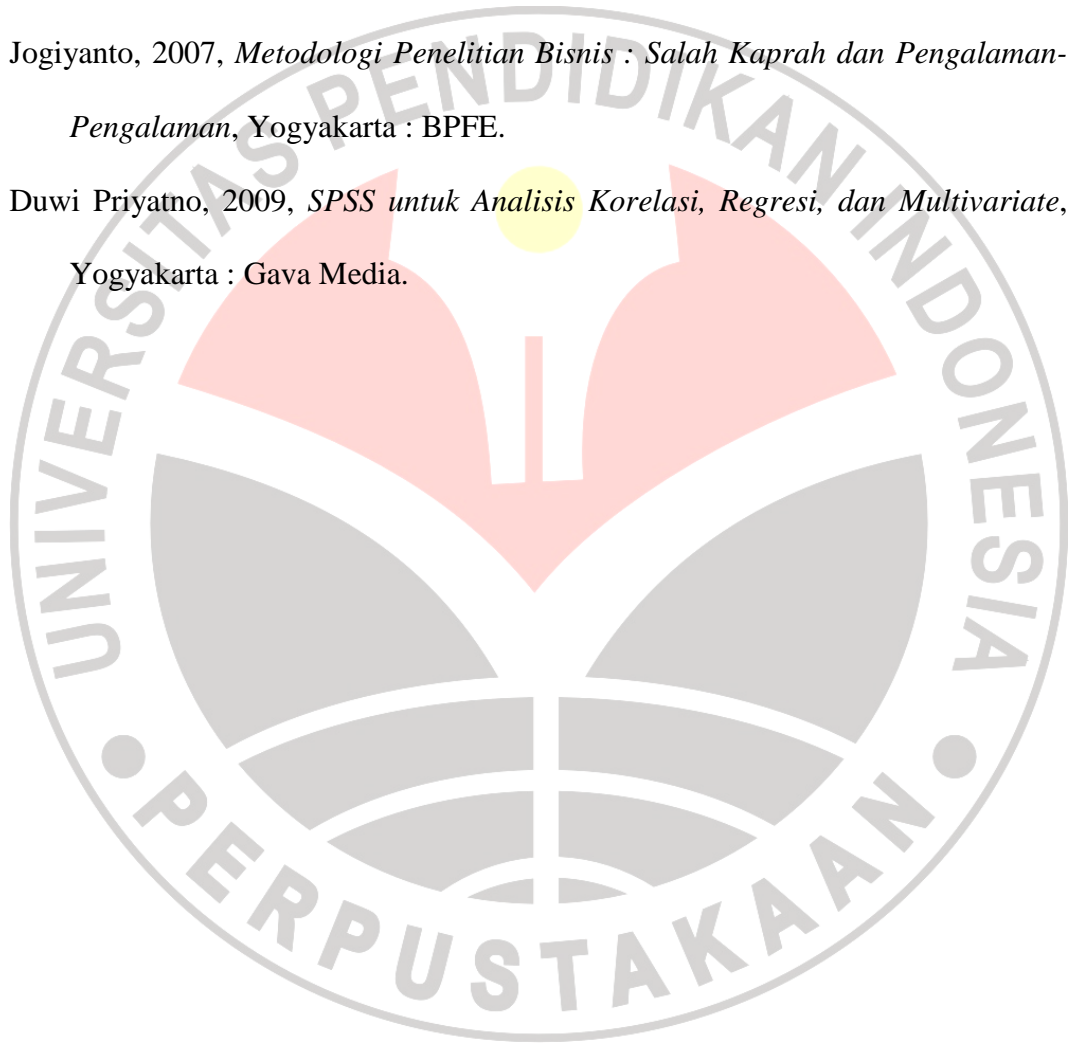 Jogiyanto, 2007, Metodologi Penelitian Bisnis : Salah Kaprah dan Pengalaman-
Pengalaman, Yogyakarta : BPFE.
Duwi Priyatno, 2009, SPSS untuk Analisis Korelasi, Regresi, dan Multivariate,
Yogyakarta : Gava Media.
UNIVERSITAS PENDIDIKAN INDONESIA
PERPUSTAKAAN